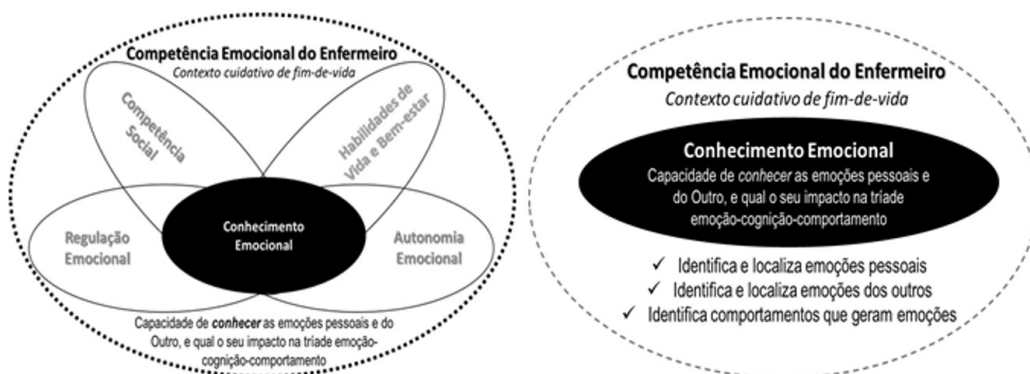 Competência Emocional do Enfermeiro
Contexto cuidativo de fim-de-vida
Competência
Social
Habilidades de
Vida e Bem-estar
Regulação
Emocional
Conhecimento
Emocional
Autonomia
Emocional
Capacidade de conhecer as emoções pessoais e do
Outro, e qual o seu impacto na tríade emoção-
cognição-comportamento
Competência Emocional do Enfermeiro
Contexto cuidativo de fim-de-vida
Conhecimento Emocional
Capacidade de conhecer as emoções pessoais e
do Outro, e qual o seu impacto na tríade
emoção-cognição-comportamento
✓ Identifica e localiza emoções pessoais
✓ Identifica e localiza emoções dos outros
✓ Identifica comportamentos que geram emoções